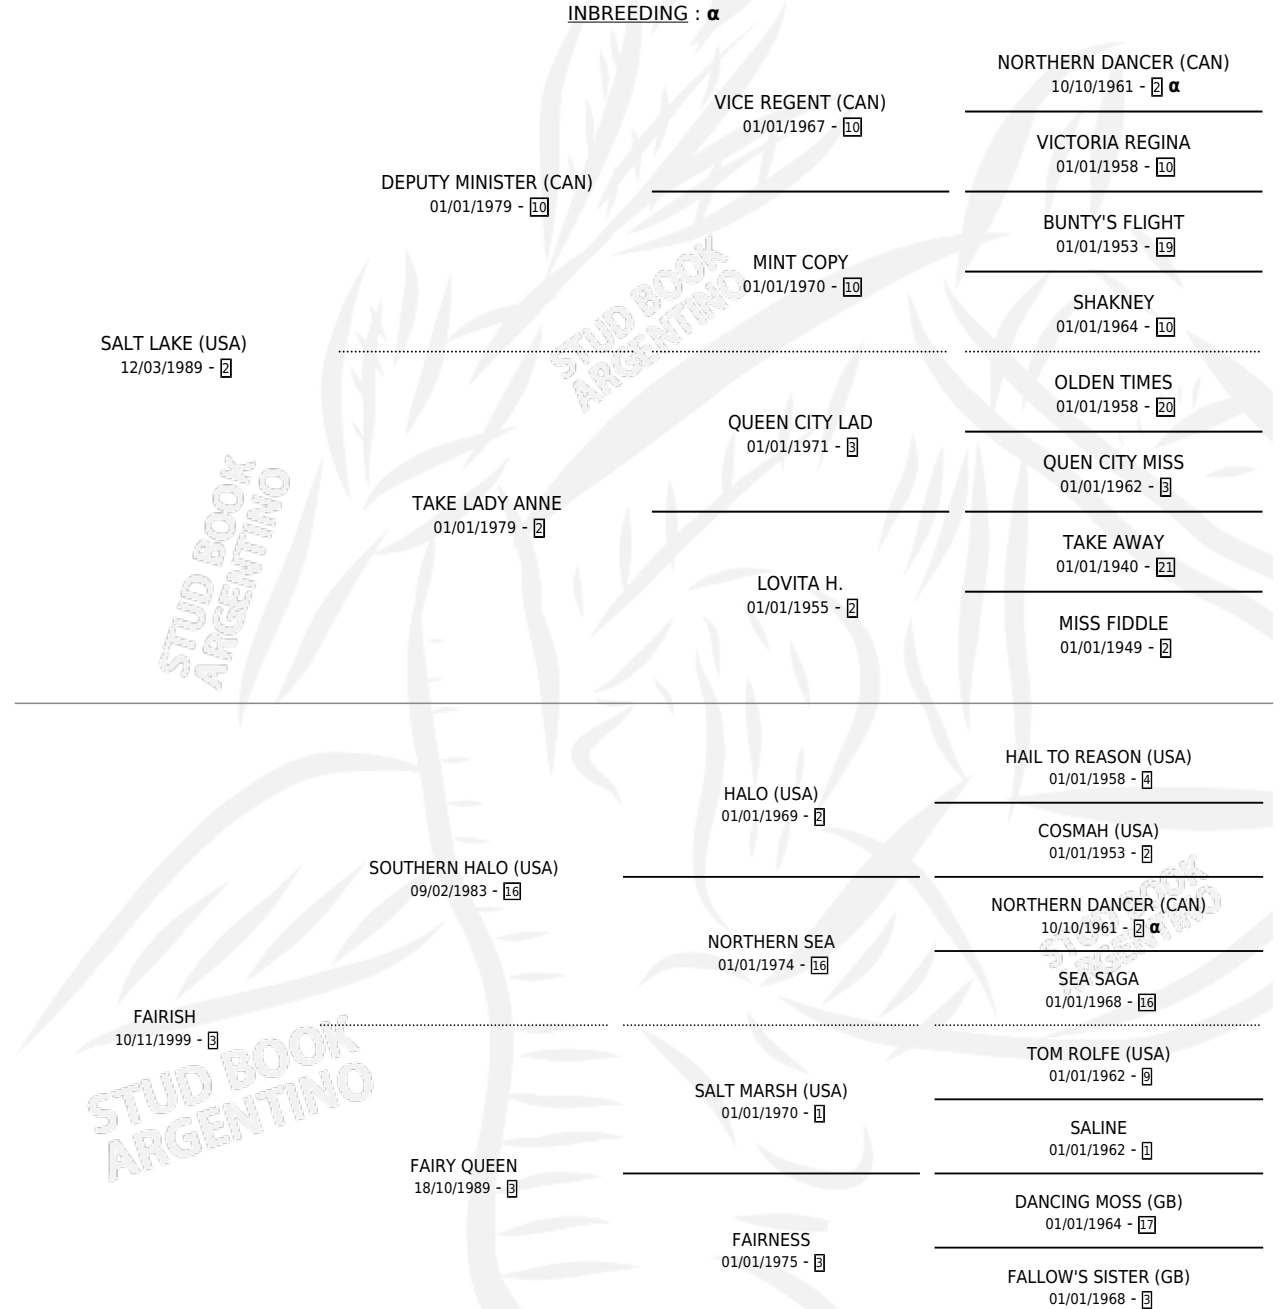 INBREEDING : α
NORTHERN DANCER (CAN)
10/10/1961 - 2 α
VICE REGENT (CAN)
01/01/1967 - 10
VICTORIA REGINA
01/01/1958 - 10
DEPUTY MINISTER (CAN)
01/01/1979 - 10
BUNTY'S FLIGHT
01/01/1953 - 19
MINT COPY
01/01/1970 - 10
SHAKNEY
01/01/1964 - 10
SALT LAKE (USA)
12/03/1989 - 2
OLDEN TIMES
01/01/1958 - 20
QUEEN CITY LAD
01/01/1971 - 3
QUEN CITY MISS
01/01/1962 - 3
TAKE LADY ANNE
01/01/1979 - 2
TAKE AWAY
01/01/1940 - 21
LOVITA H.
01/01/1955 - 2
MISS FIDDLE
01/01/1949 - 2
HAIL TO REASON (USA)
01/01/1958 - 4
HALO (USA)
01/01/1969 - 2
COSMAH (USA)
01/01/1953 - 2
SOUTHERN HALO (USA)
09/02/1983 - 16
NORTHERN DANCER (CAN)
10/10/1961 - 2 α
NORTHERN SEA
01/01/1974 - 16
SEA SAGA
01/01/1968 - 16
FAIRISH
10/11/1999 - 3
TOM ROLFE (USA)
01/01/1962 - 9
SALT MARSH (USA)
01/01/1970 - 1
SALINE
01/01/1962 - 1
FAIRY QUEEN
18/10/1989 - 3
DANCING MOSS (GB)
01/01/1964 - 17
FAIRNESS
01/01/1975 - 3
FALLOW'S SISTER (GB)
01/01/1968 - 3
STUD BOOK
ARGENTINO
STUD BOOK
ARGENTINO
STUD BOOK
ARGENTINO
STUD BOOK
ARGENTINO